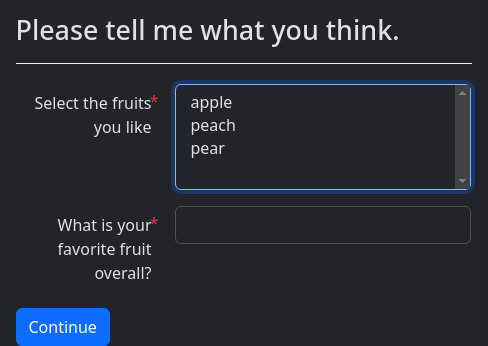 Please tell me what you think.
Select the fruits*
you like
apple
peach
pear
What is your*
favorite fruit
overall?
Continue